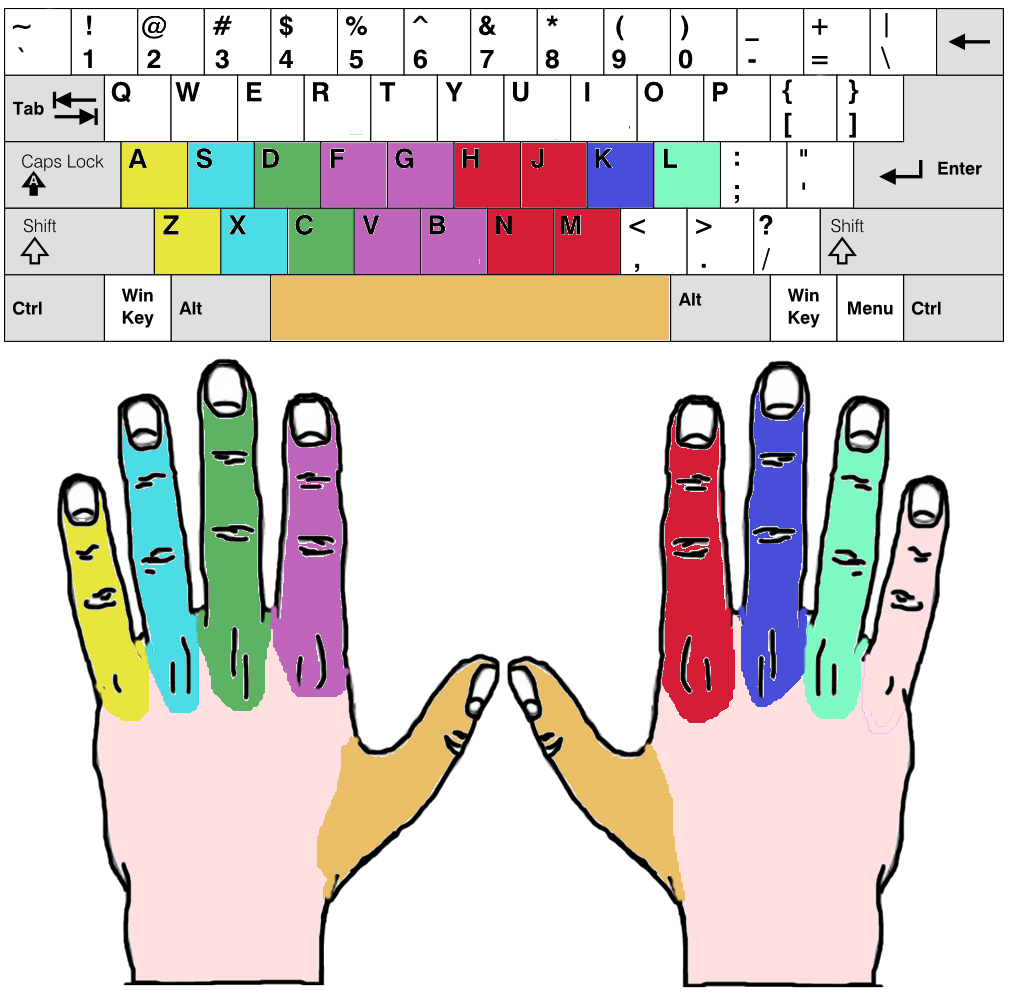 ~ ! @ # $ % ^ & * ( ) _ + |
` 1 2 3 4 5 6 7 8 9 0 - = \
Tab Q W E R T Y U I O P { }
[ ]
Caps Lock A S D F G H J K L : " Enter
A ; '
Shift Z X C V B N M < > ? Shift
, . /
Ctrl Win Key Alt Alt Win Key Menu Ctrl